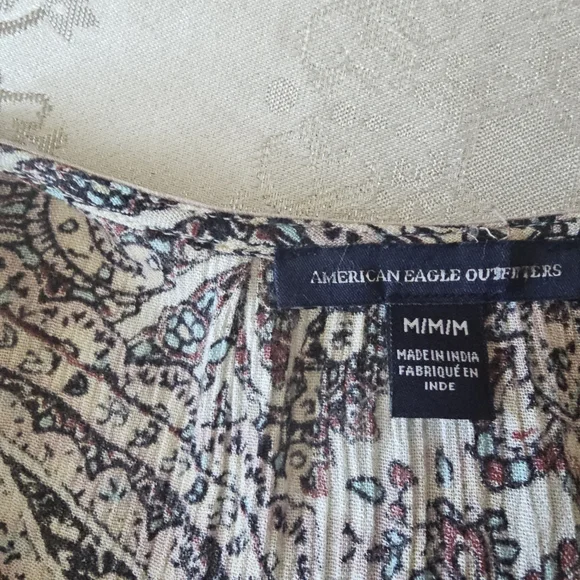 AMERICAN EAGLE OUTFITTERS
M/M/M
MADE IN INDIA
FABRIQUÉ EN
INDE